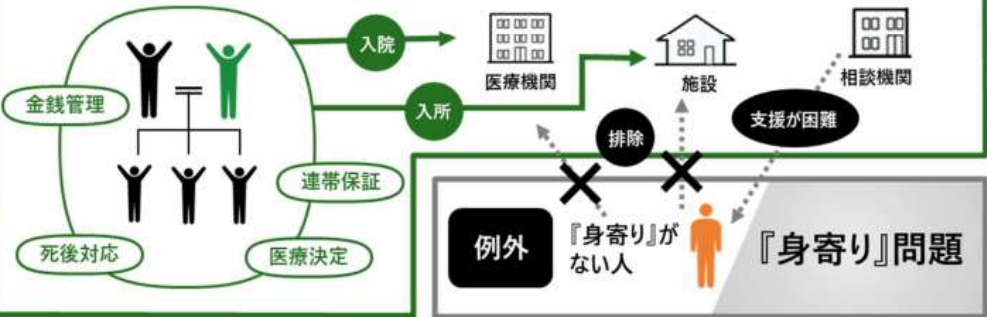 入院
医療機関
施設
相談機関
金銭管理
入所
排除
支援が困難
連帯保証
死後対応
医療決定
例外
『身寄り』が
ない人
『身寄り』問題